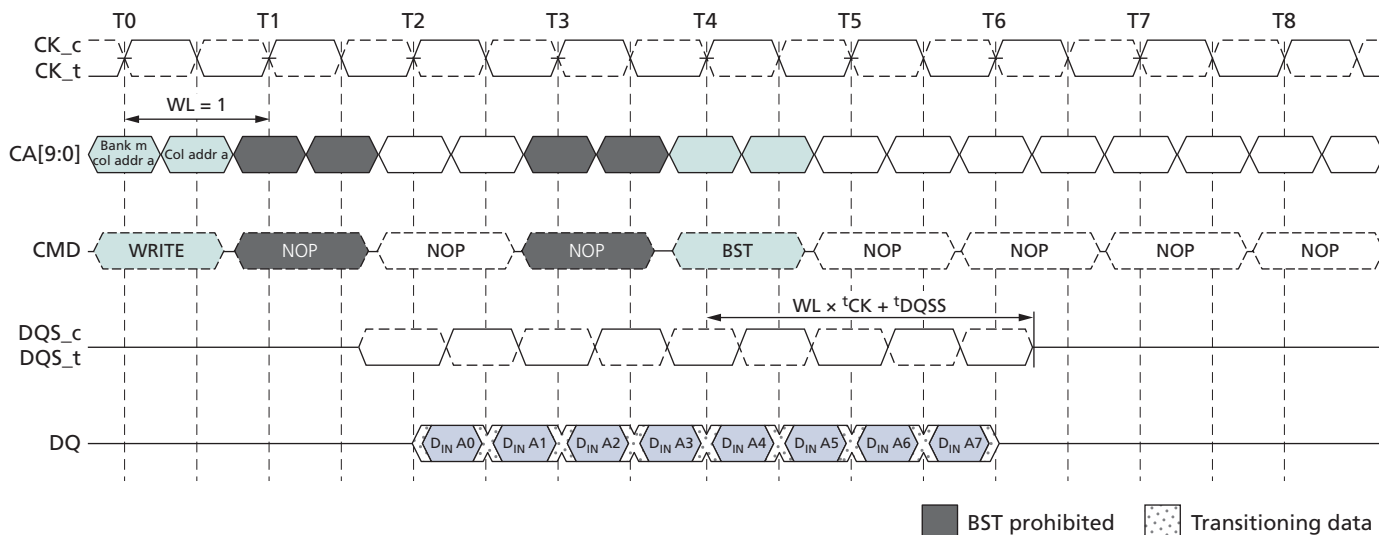 T0 T1 T2 T3 T4 T5 T6 T7 T8
CK_c
CK_t
WL = 1
CA[9:0]
Bank m
col addr a
Col addr a
CMD
WRITE NOP NOP NOP BST NOP NOP NOP NOP
WL × tCK + tDQSS
DQS_c
DQS_t
DQ
DIN A0 DIN A1 DIN A2 DIN A3 DIN A4 DIN A5 DIN A6 DIN A7
BST prohibited
Transitioning data